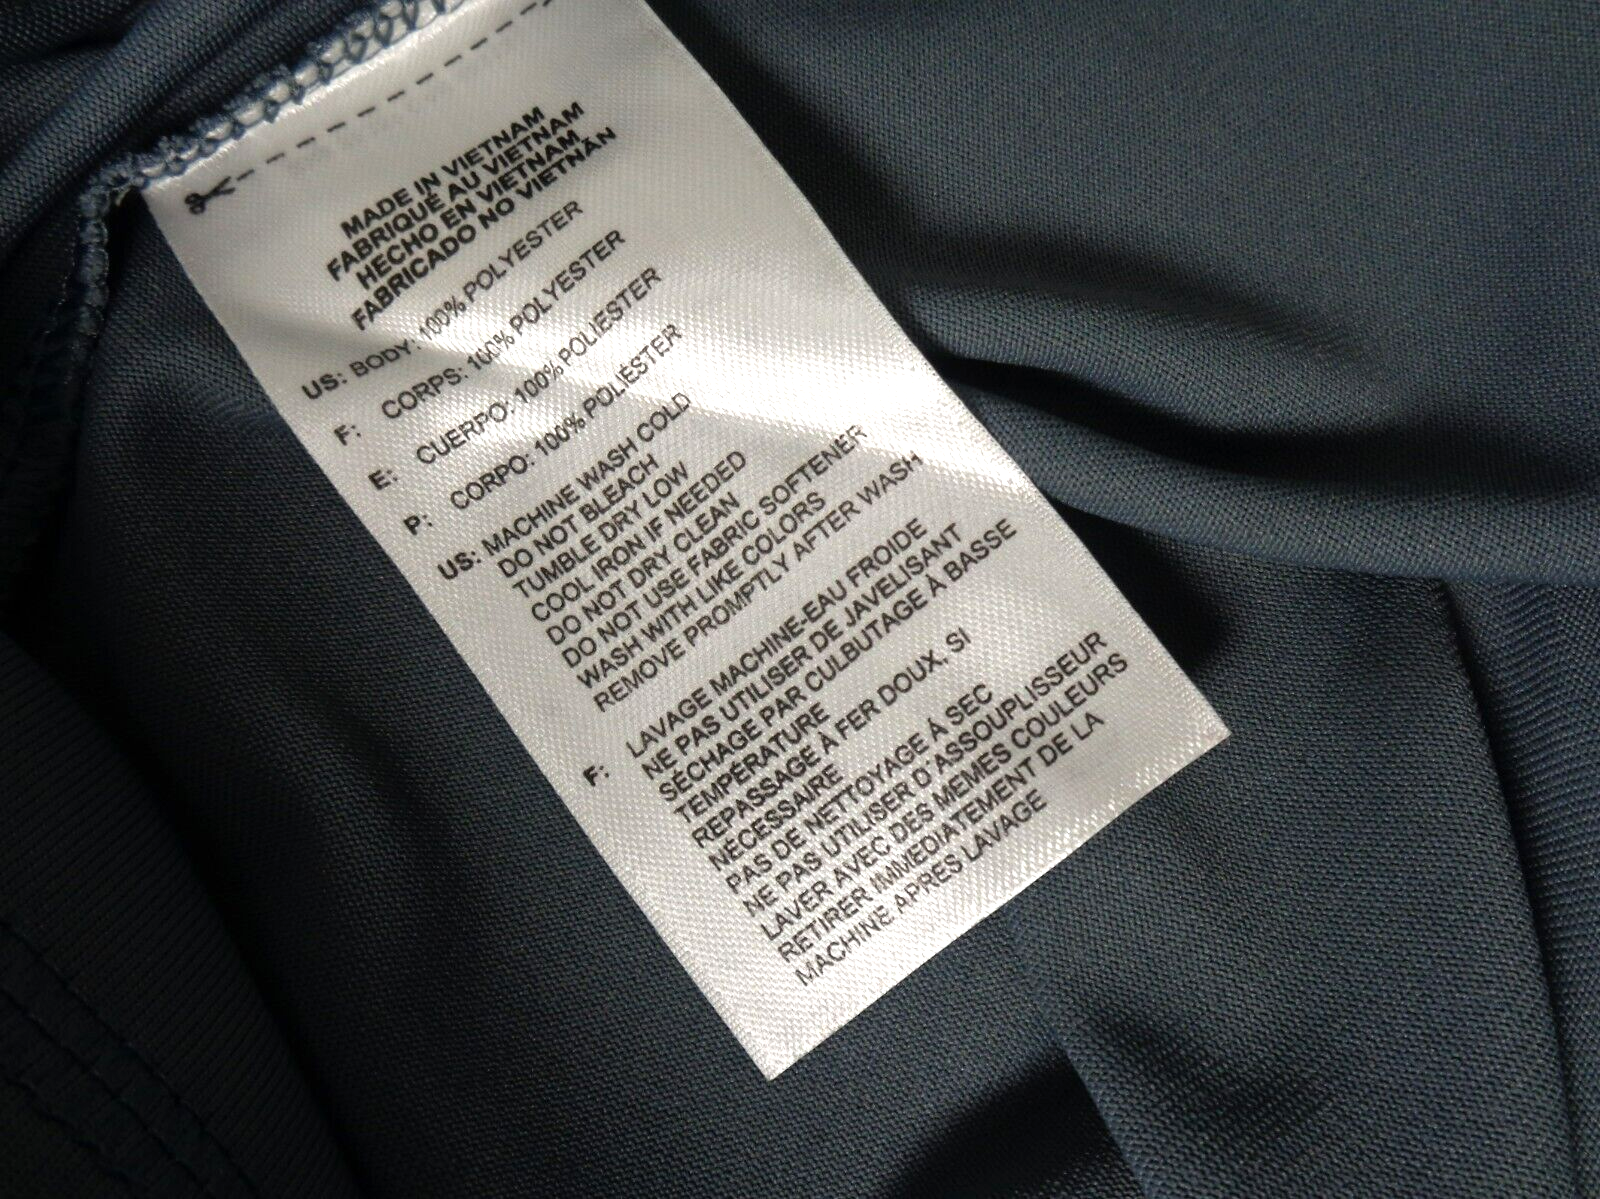 MADE IN VIETNAM
FABRIQUÉ AU VIETNAM
HECHO EN VIETNAM
FABRICADO NO VIETNÃN
US: BODY: 100% POLYESTER
F: CORPS: 100% POLYESTER
E: CUERPO: 100% POLIÉSTER
P: CORPO: 100% POLIÉSTER
US: MACHINE WASH COLD
DO NOT BLEACH
TUMBLE DRY LOW
COOL IRON IF NEEDED
DO NOT DRY CLEAN
DO NOT USE FABRIC SOFTENER
WASH WITH LIKE COLORS
REMOVE PROMPTLY AFTER WASH
F: LAVAGE MACHINE-EAU FROIDE
NE PAS UTILISER DE JAVELISANT
SÉCHAGE PAR CULBUTAGE À BASSE
TEMPÉRATURE
REPASSAGE À FER DOUX, SI
NÉCESSAIRE
PAS DE NETTOYAGE À SEC
NE PAS UTILISER D'ASSOUPLISSEUR
LAVER AVEC DES MEMES COULEURS
RETIRER IMMEDIATEMENT DE LA
MACHINE APRÈS LAVAGE